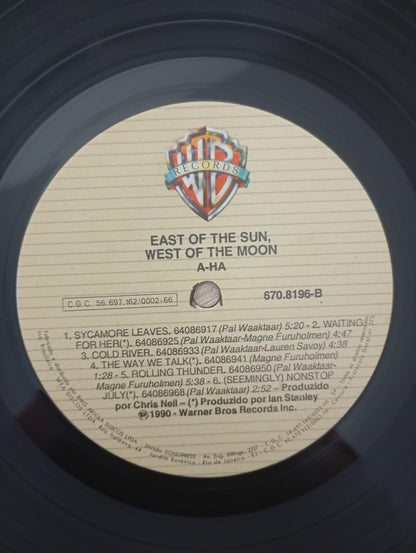 WB
RECORDS
EAST OF THE SUN,
WEST OF THE MOON
A-HA
C.G.C. 56.697.162/0002-66
670.8196-B
1. SYCAMORE LEAVES. 64086917 (Pal Waaktaar) 5:20 - 2. WAITING
FOR HER(*). 64086925 (Pal Waaktaar-Magne Furuholmen) 4:47
3. COLD RIVER. 64086933 (Pal Waaktaar-Lauren Savoy) 4:38
4. THE WAY WE TALK(*). 64086941 (Magne Furuholmen)
1:28 - 5. ROLLING THUNDER. 64086950 (Pal Waaktaar-
Magne Furuholmen) 5:38 - 6. (SEEMINGLY) NONSTOP
JULY(*). 64086968 (Pal Waaktaar) 2:52 – Produzido
por Chris Neil – (*) Produzido por Ian Stanley
℗1990 - Warner Bros Records Inc.